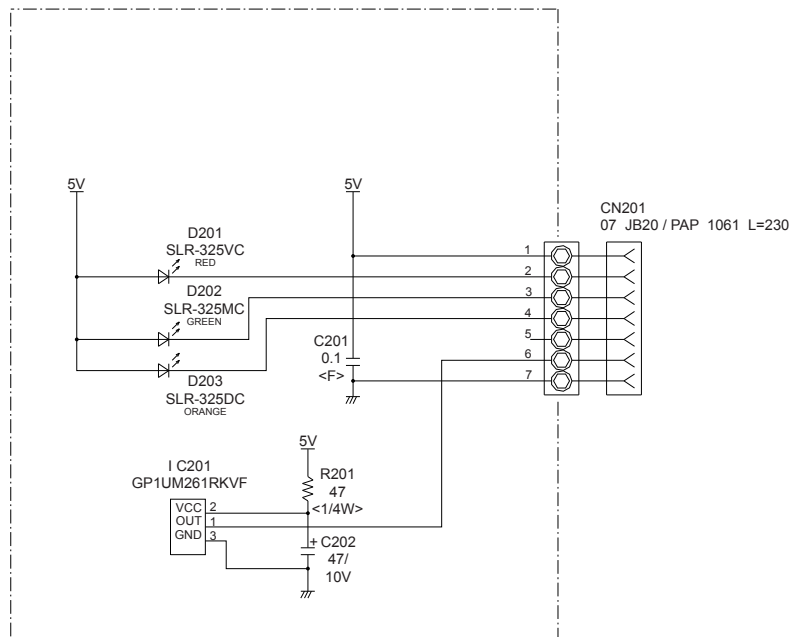 5V
D201
SLR-325VC
RED
D202
SLR-325MC
GREEN
D203
SLR-325DC
ORANGE
5V
C201
0.1
<F>
CN201
07 JB20 / PAP 1061 L=230
1
2
3
4
5
6
7
I C201
GP1UM261RKVF
VCC 2
OUT 1
GND 3
5V
R201
47
<1/4W>
+ C202
47/
10V